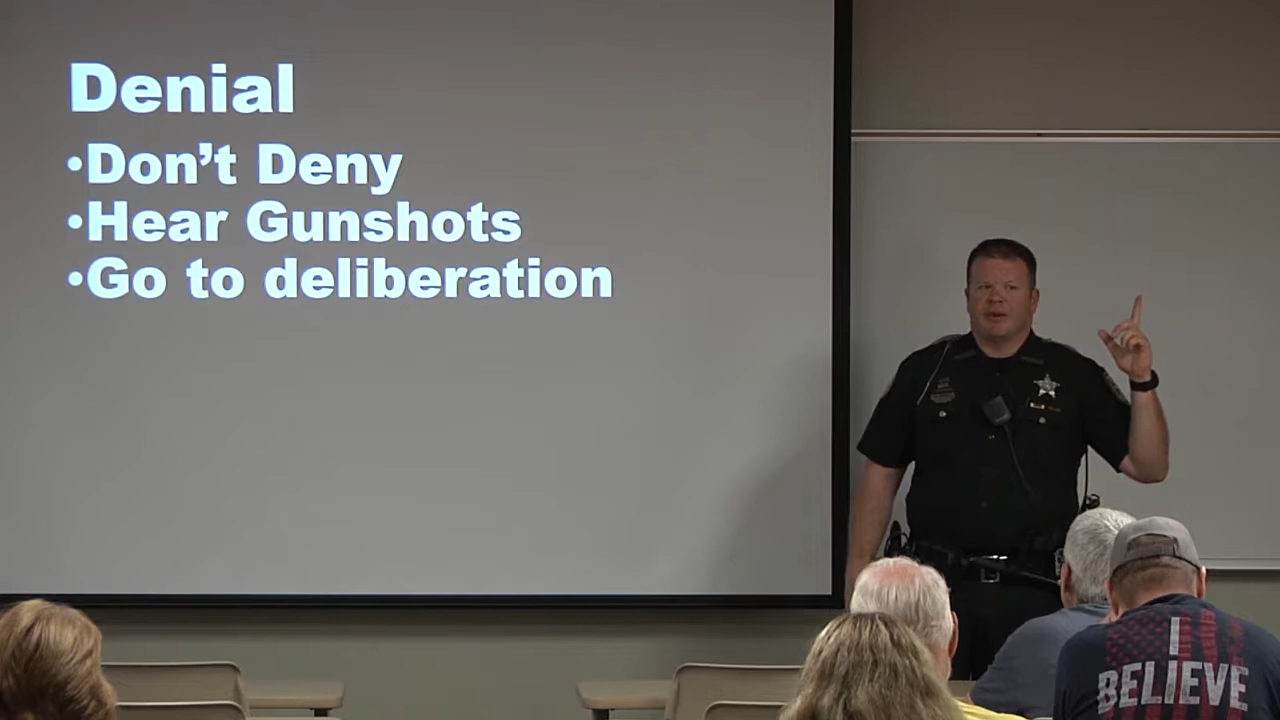 Denial
•Don't Deny
•Hear Gunshots
•Go to deliberation
I
BELIEVE